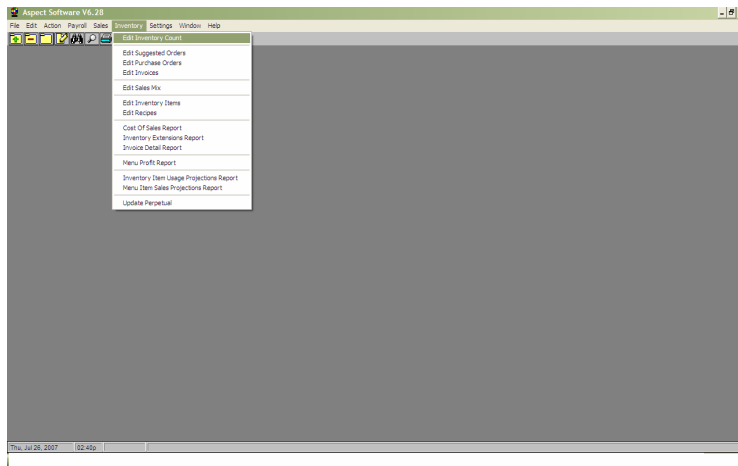 Aspect Software V6.28
File Edit Action Payroll Sales Inventory Settings Window Help
Edit Inventory Count
Edit Suggested Orders
Edit Purchase Orders
Edit Invoices
Edit Sales Mix
Edit Inventory Items
Edit Recipes
Cost Of Sales Report
Inventory Extensions Report
Invoice Detail Report
Menu Profit Report
Inventory Item Usage Projections Report
Menu Item Sales Projections Report
Update Perpetual
Thu, Jul 26, 2007 02:40p